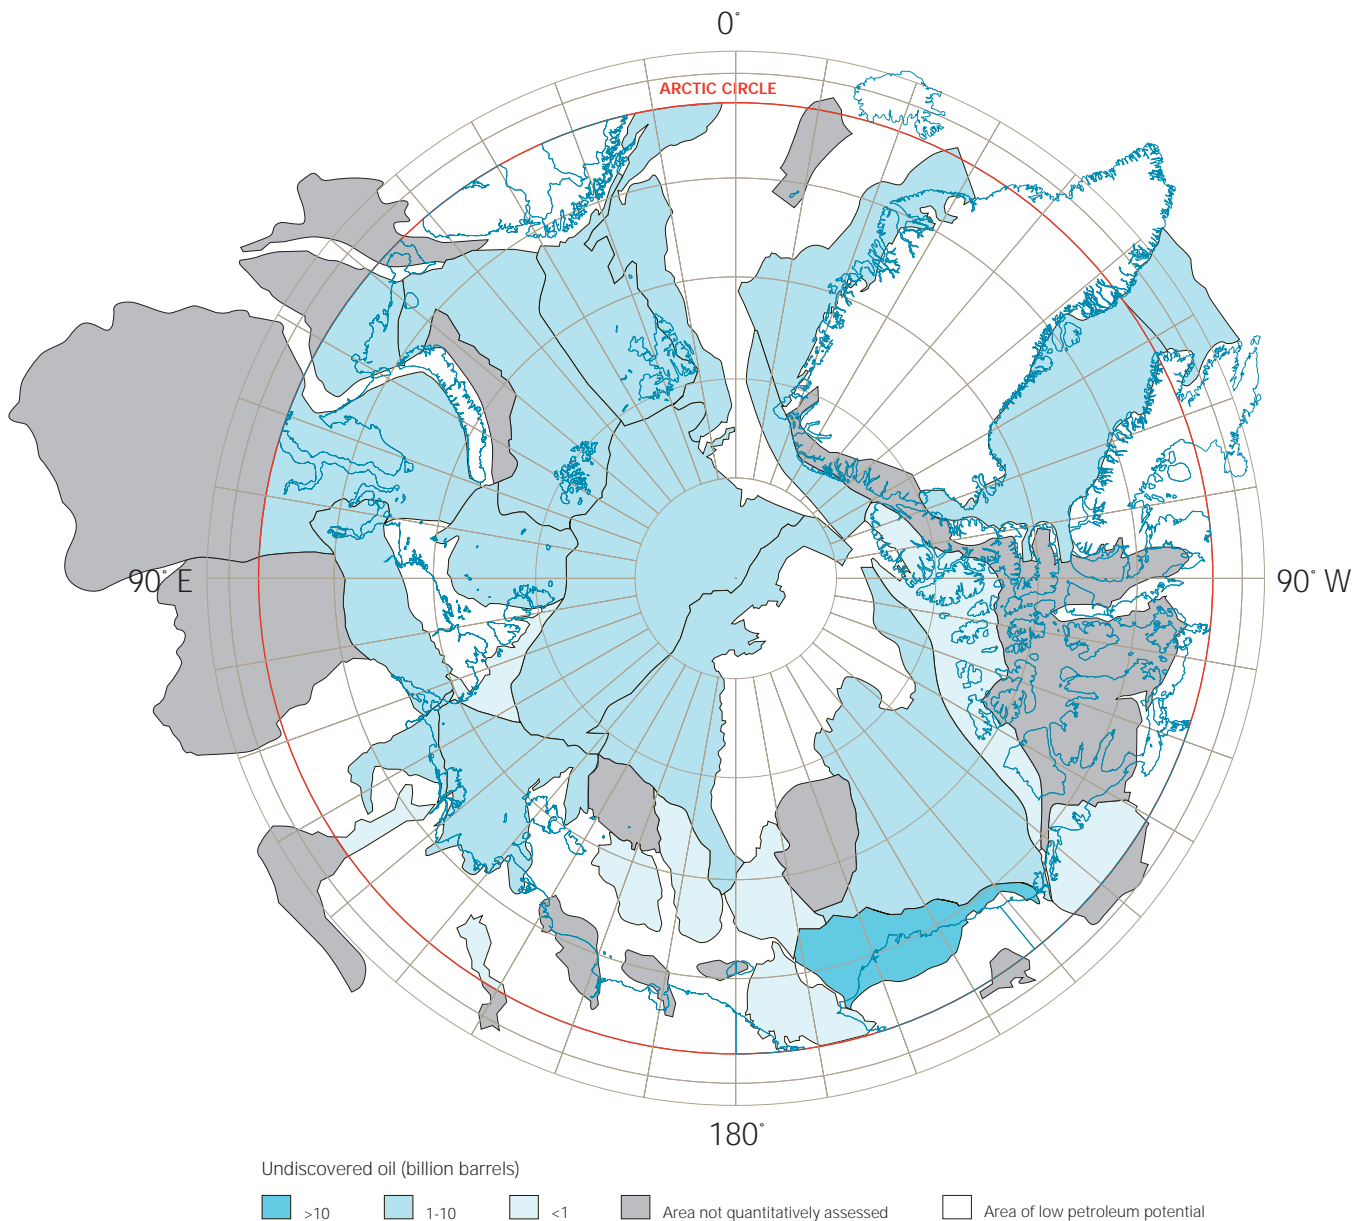 0°
ARCTIC CIRCLE
90° E
90° W
180°
Undiscovered oil (billion barrels)
>10
1-10
<1
Area not quantitatively assessed
Area of low petroleum potential